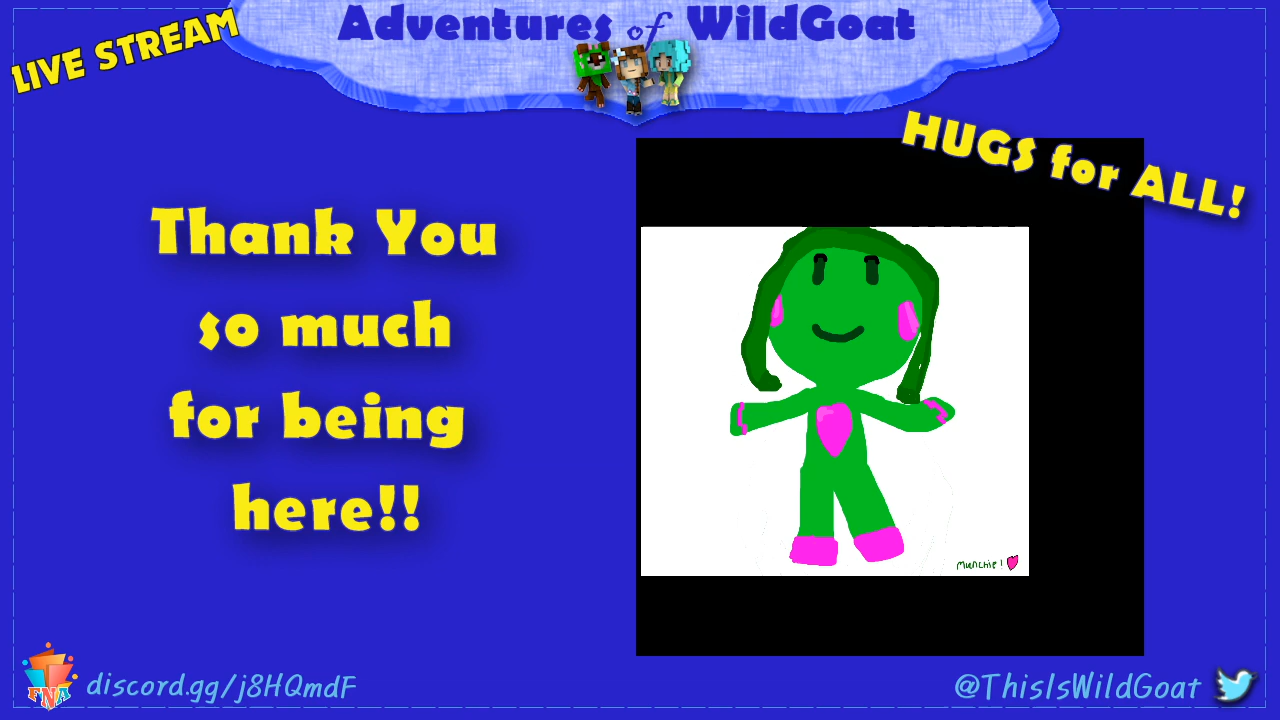 Adventures of WildGoat
LIVE STREAM
HUGS for ALL!
Thank You
so much
for being
here!!
munchie!
FNA
discord.gg/j8HQmdF
@ThisIsWildGoat